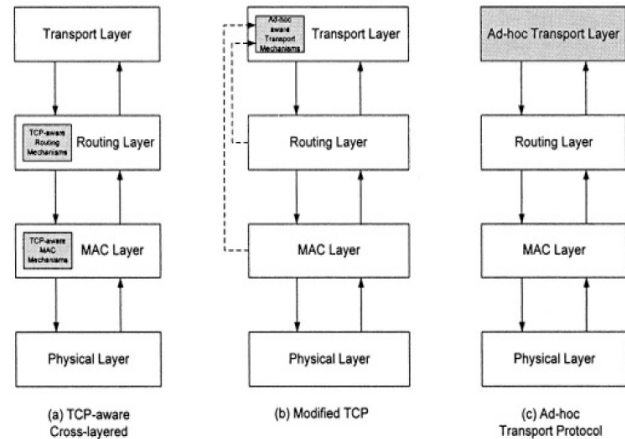 Transport Layer
TCP-aware
Routing
Mechanisms
Routing Layer
TCP-aware
MAC
Mechanisms
MAC Layer
Physical Layer
(a) TCP-aware
Cross-layered
Ad-hoc
aware
Transport
Mechanisms
Transport Layer
Routing Layer
MAC Layer
Physical Layer
(b) Modified TCP
Ad-hoc Transport Layer
Routing Layer
MAC Layer
Physical Layer
(c) Ad-hoc
Transport Protocol